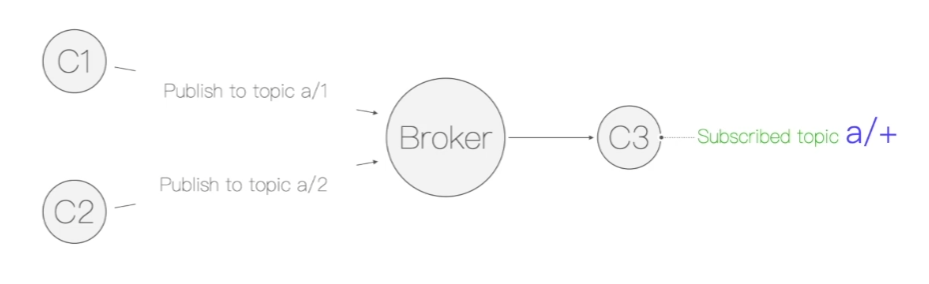 C1
Publish to topic a/1
Broker
C3
Subscribed topic a/+
Publish to topic a/2
C2